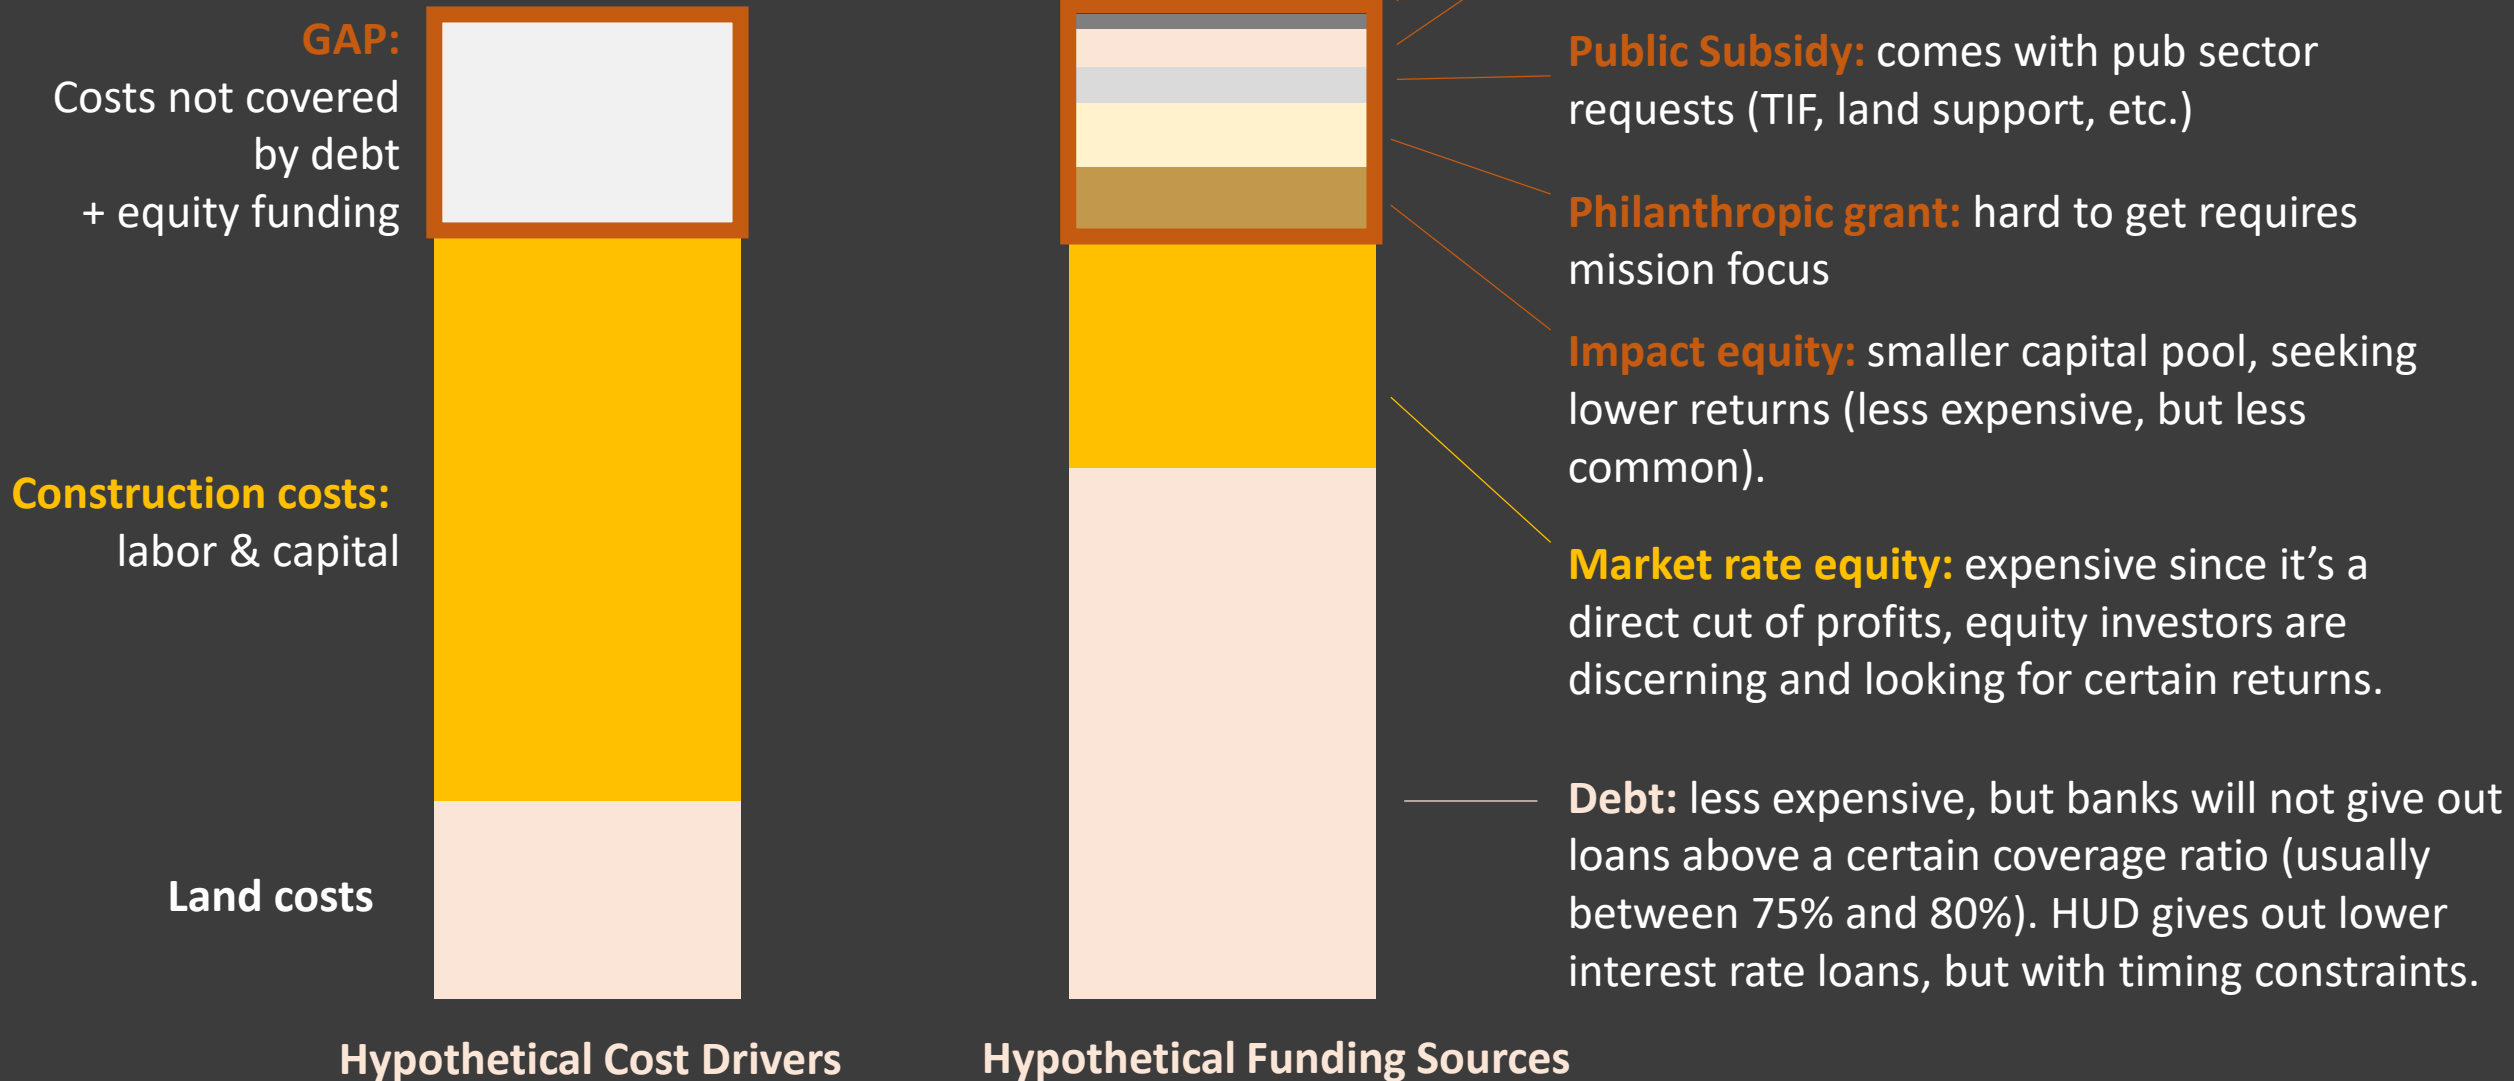 GAP:
Costs not covered
by debt
+ equity funding
Construction costs:
labor & capital
Land costs
Hypothetical Cost Drivers
Hypothetical Funding Sources
Public Subsidy: comes with pub sector
requests (TIF, land support, etc.)
Philanthropic grant: hard to get requires
mission focus
Impact equity: smaller capital pool, seeking
lower returns (less expensive, but less
common).
Market rate equity: expensive since it’s a
direct cut of profits, equity investors are
discerning and looking for certain returns.
Debt: less expensive, but banks will not give out
loans above a certain coverage ratio (usually
between 75% and 80%). HUD gives out lower
interest rate loans, but with timing constraints.